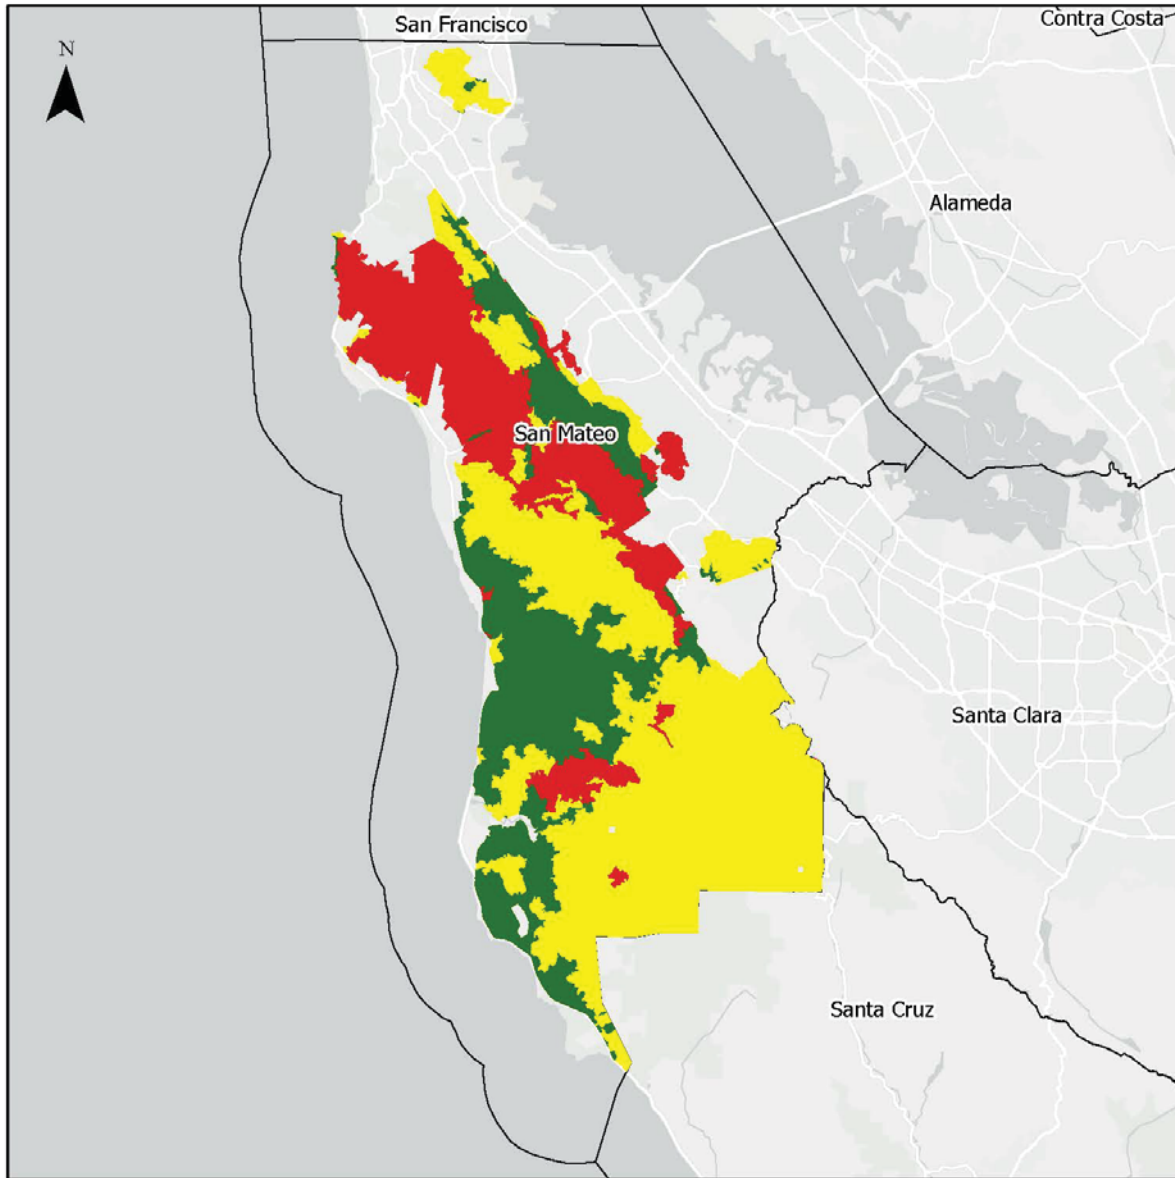 San Francisco
Contra Costa
N
Alameda
San Mateo
Santa Clara
Santa Cruz